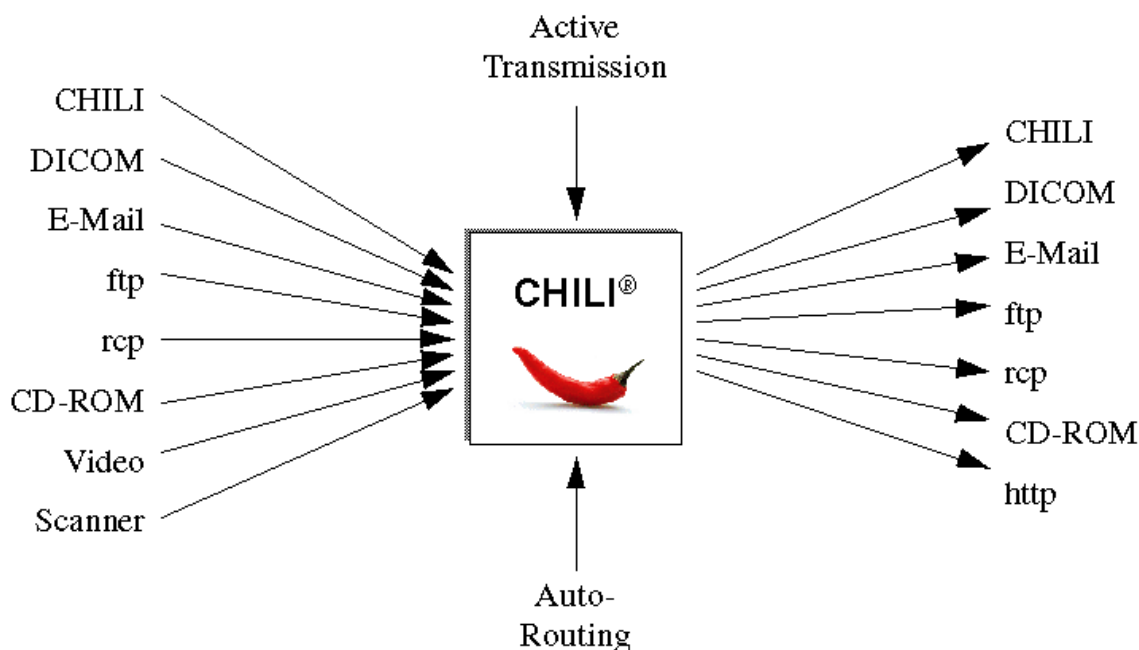 Active
Transmission
CHILI
DICOM
E-Mail
ftp
rcp
CD-ROM
Video
Scanner
CHILI®
CHILI
DICOM
E-Mail
ftp
rcp
CD-ROM
http
Auto-
Routing